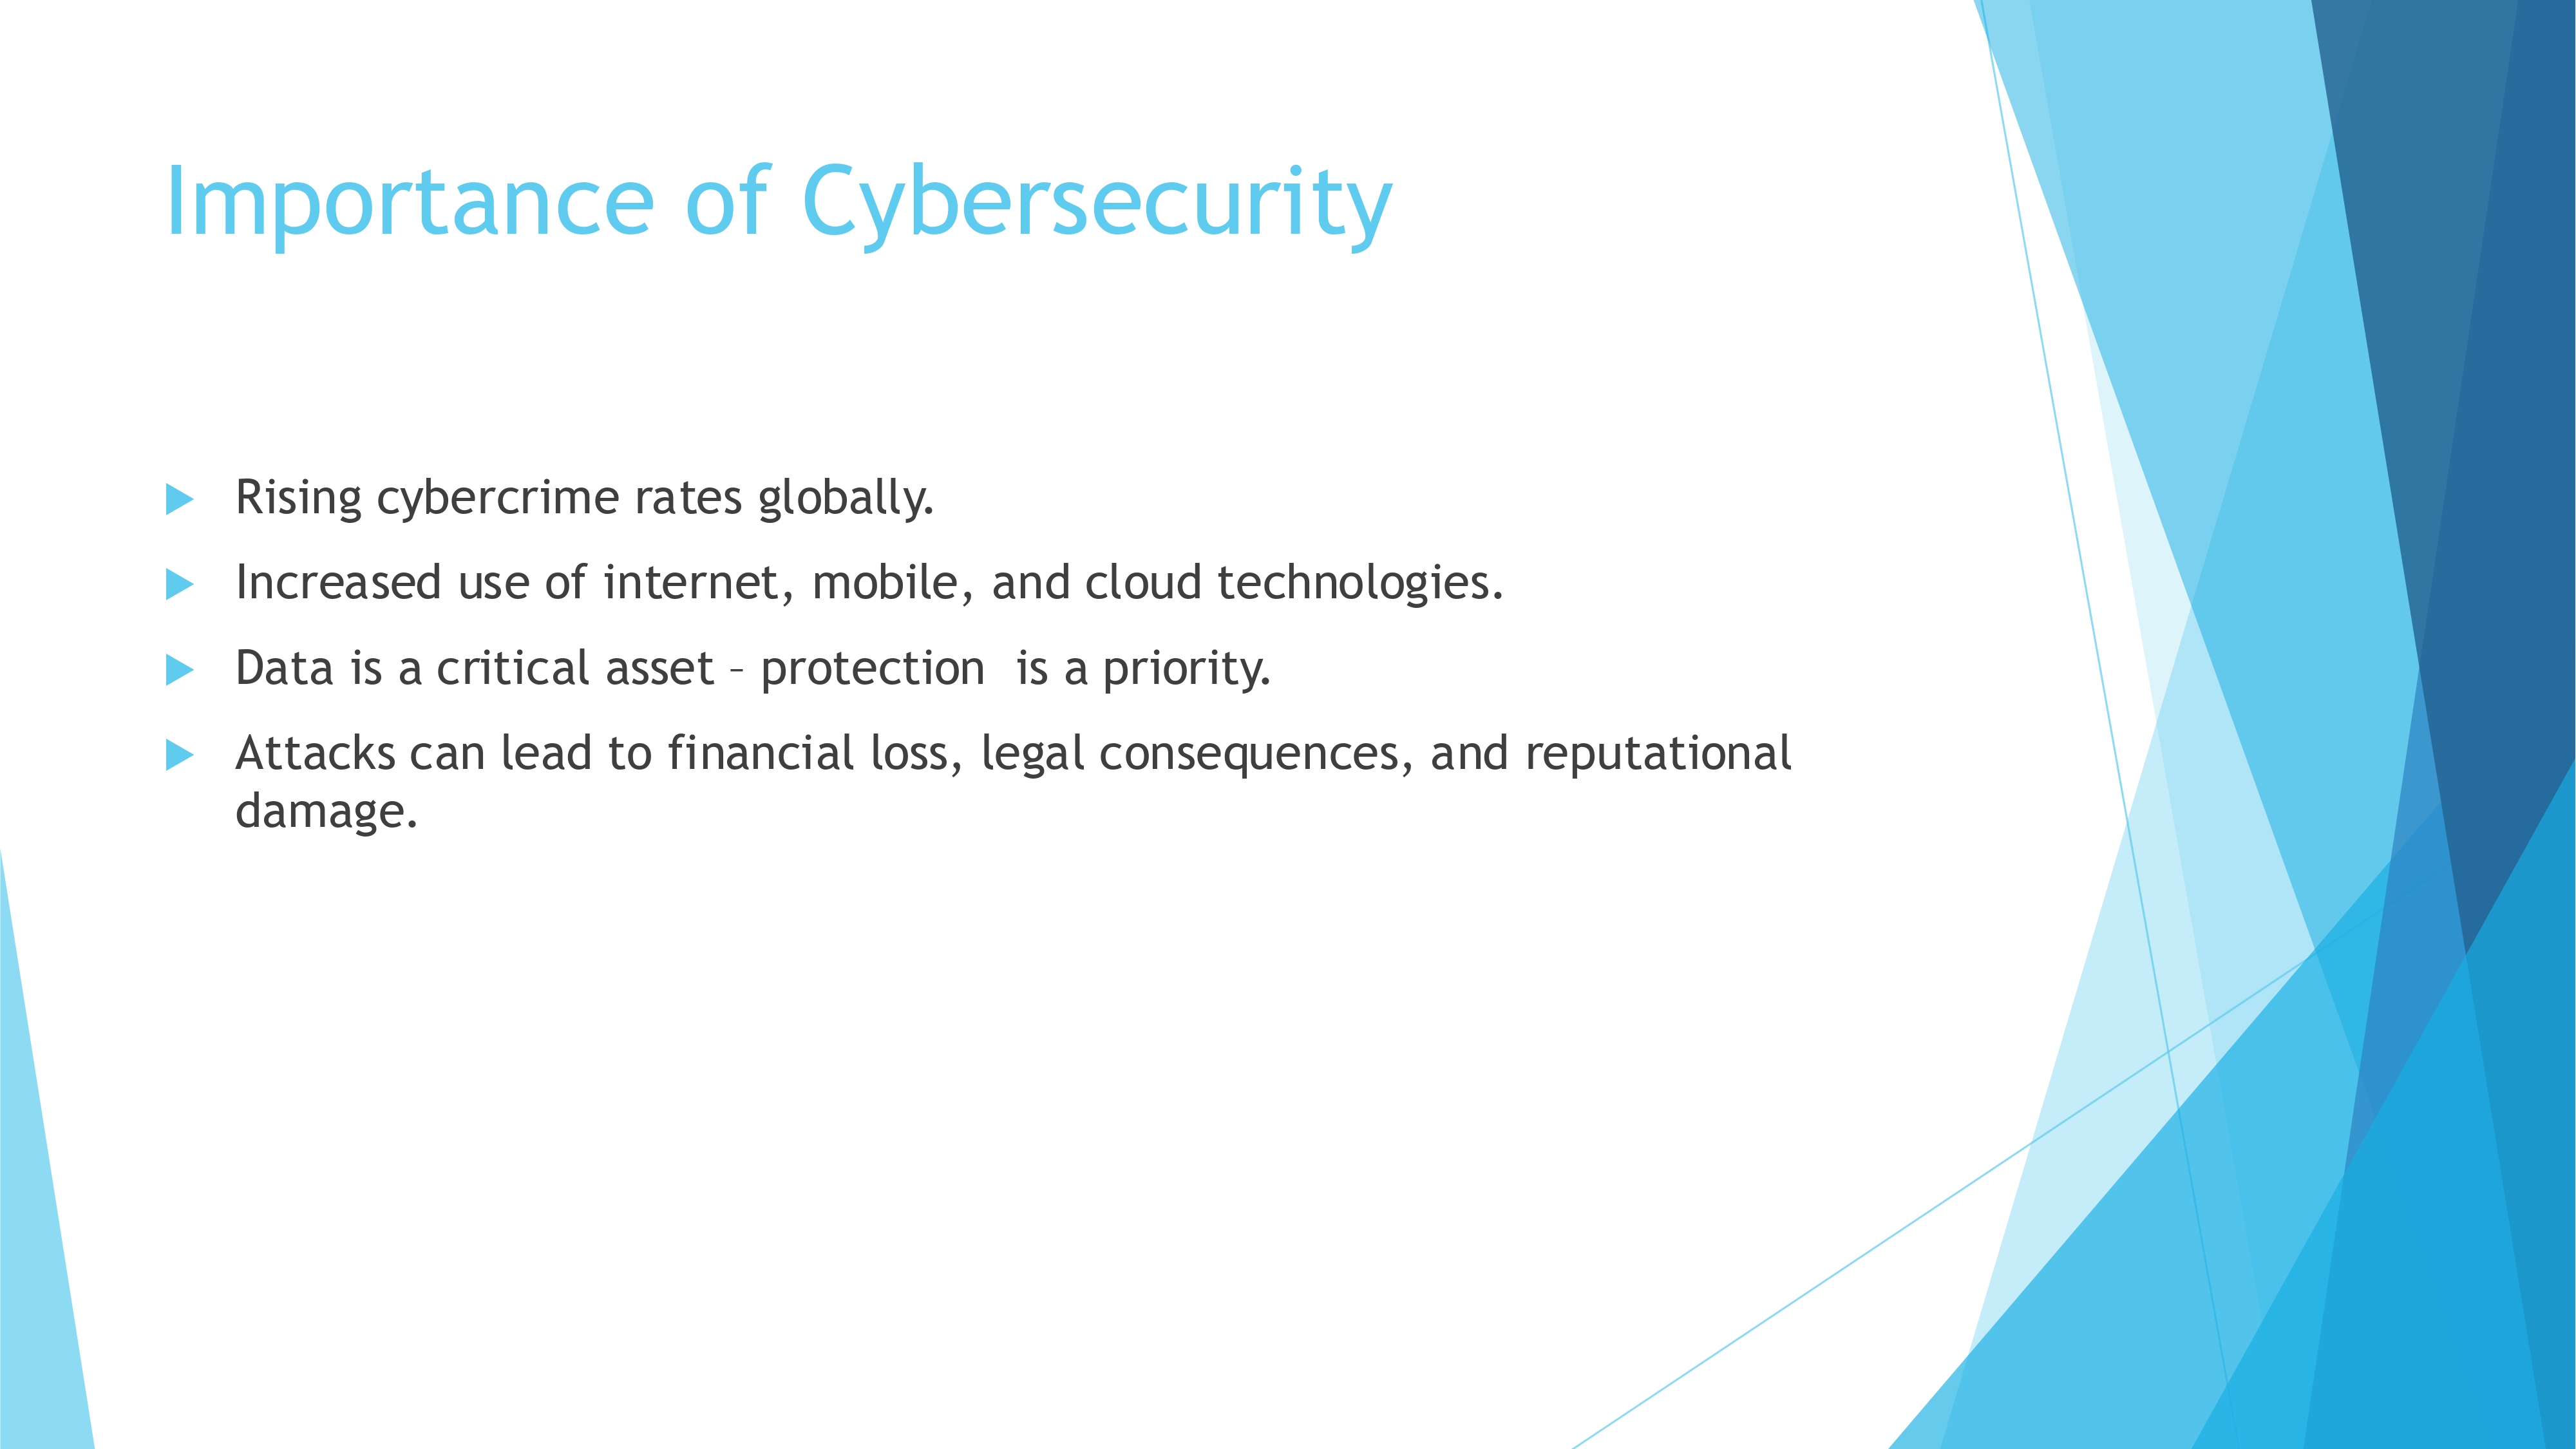 Importance of Cybersecurity
Rising cybercrime rates globally.
Increased use of internet, mobile, and cloud technologies.
Data is a critical asset – protection  is a priority.
Attacks can lead to financial loss, legal consequences, and reputational
damage.